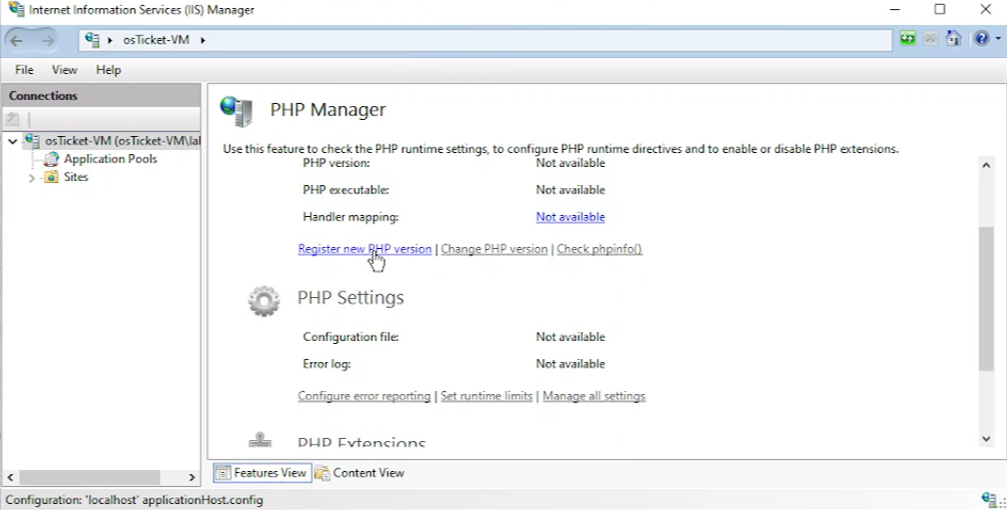 Internet Information Services (IIS) Manager
osTicket-VM
File View Help
Connections
osTicket-VM (osTicket-VM\lal
Application Pools
Sites
PHP Manager
Use this feature to check the PHP runtime settings, to configure PHP runtime directives and to enable or disable PHP extensions.
PHP version: Not available
PHP executable: Not available
Handler mapping: Not available
Register new PHP version | Change PHP version | Check phpinfo()
PHP Settings
Configuration file: Not available
Error log: Not available
Configure error reporting | Set runtime limits | Manage all settings
PHP Extensions
Features View Content View
Configuration: 'localhost' applicationHost.config